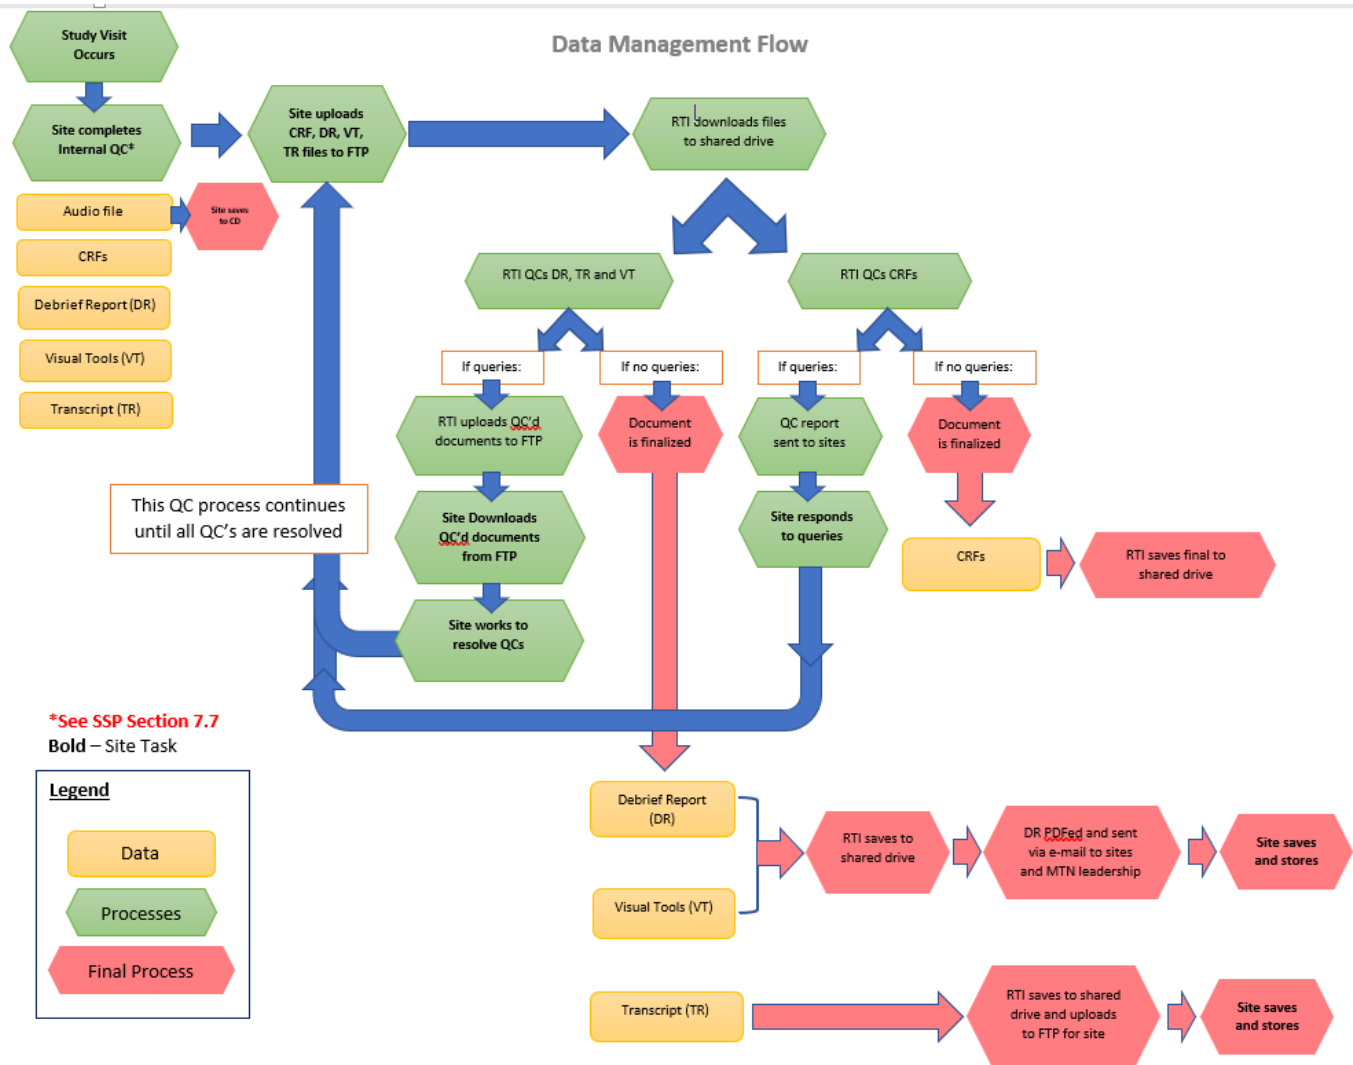 Data Management Flow
Study Visit
Occurs
Site completes
Internal QC*
Site uploads
CRF, DR, VT,
TR files to FTP
RTI downloads files
to shared drive
Audio file
Site saves
to CD
CRFs
Debrief Report (DR)
Visual Tools (VT)
Transcript (TR)
RTI QCs DR, TR and VT
RTI QCs CRFs
If queries:
If no queries:
If queries:
If no queries:
RTI uploads QC'd
documents to FTP
Document
is finalized
QC report
sent to sites
Document
is finalized
This QC process continues
until all QC's are resolved
Site Downloads
QC'd documents
from FTP
Site responds
to queries
CRFs
RTI saves final to
shared drive
Site works to
resolve QCs
*See SSP Section 7.7
Bold – Site Task
Legend
Data
Processes
Final Process
Debrief Report
(DR)
Visual Tools (VT)
RTI saves to
shared drive
DR PDFed and sent
via e-mail to sites
and MTN leadership
Site saves
and stores
Transcript (TR)
RTI saves to shared
drive and uploads
to FTP for site
Site saves
and stores